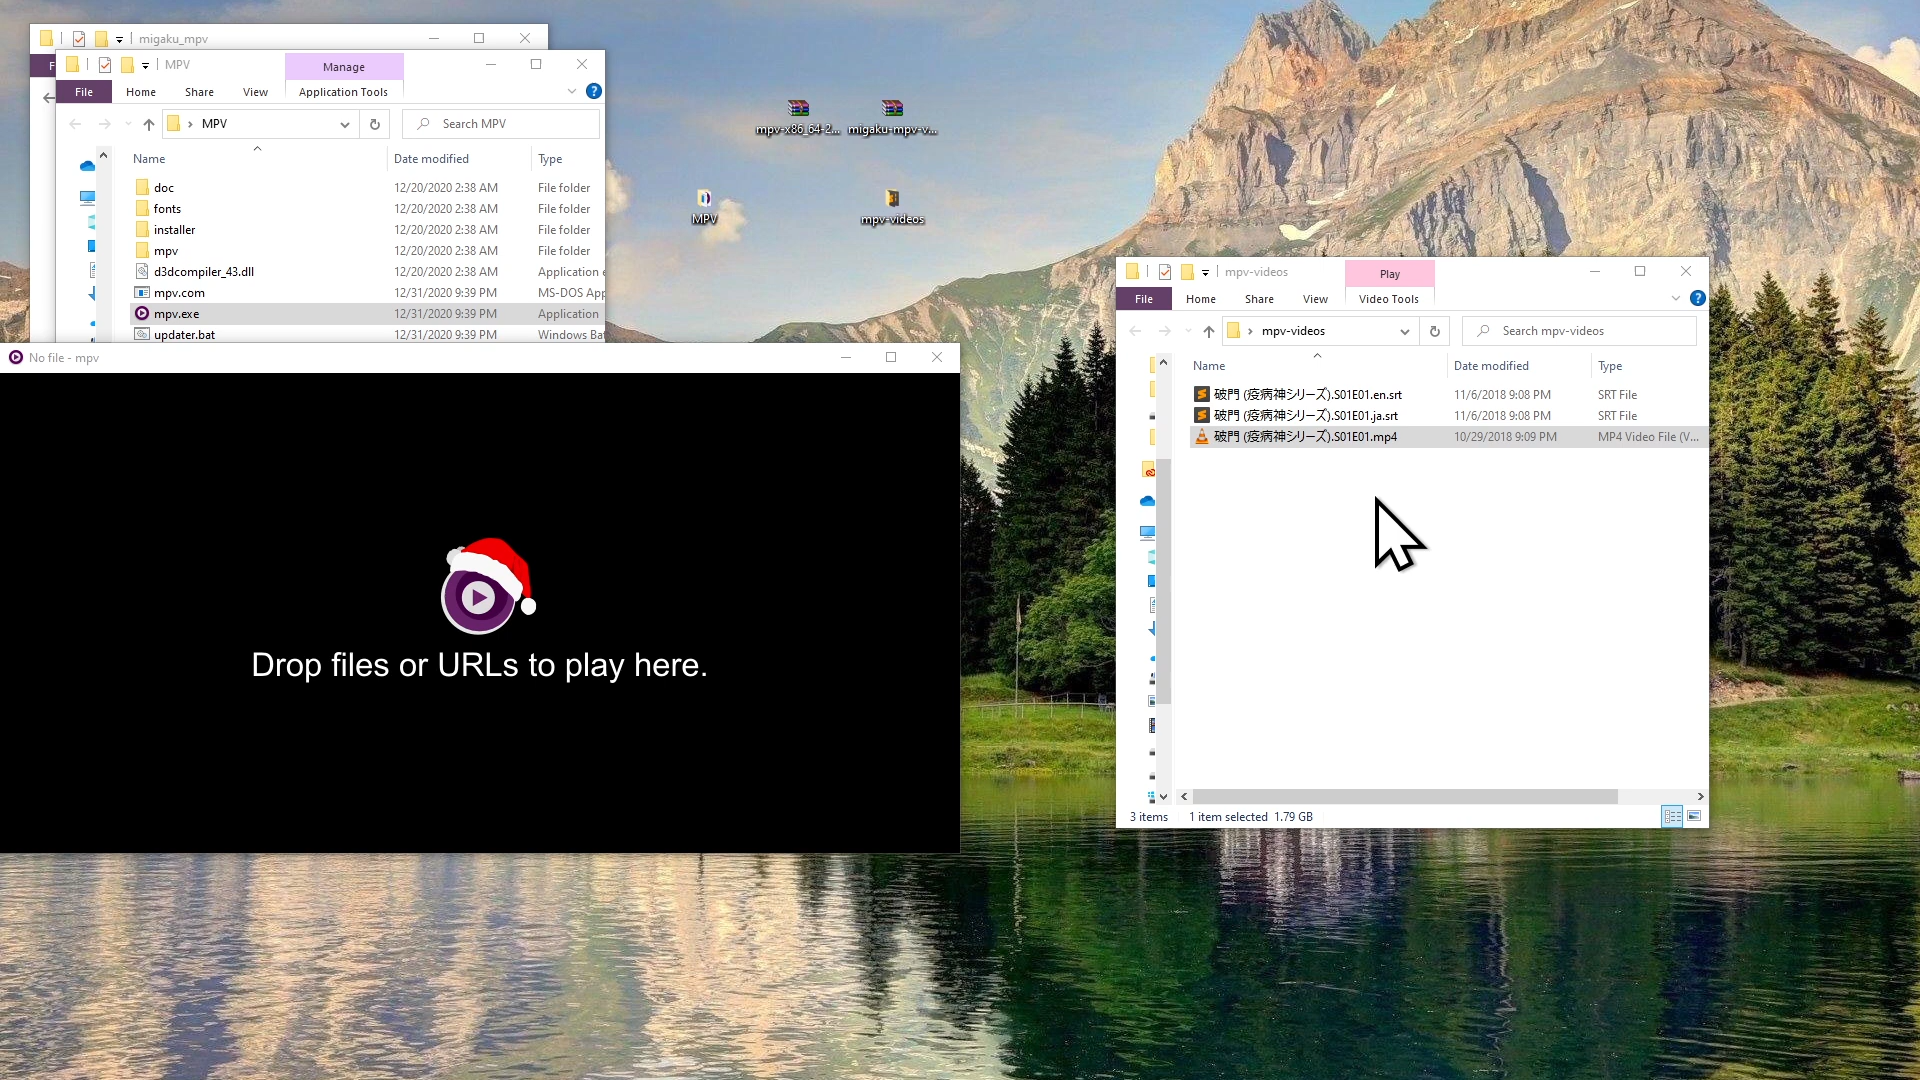 migaku_mpv
MPV
Manage
File
Home
Share
View
Application Tools
MPV
Search MPV
Name
Date modified
Type
doc
12/20/2020 2:38 AM
File folder
fonts
12/20/2020 2:38 AM
File folder
installer
12/20/2020 2:38 AM
File folder
mpv
12/20/2020 2:38 AM
File folder
d3dcompiler_43.dll
12/20/2020 2:38 AM
Application e
mpv.com
12/31/2020 9:39 PM
MS-DOS App
mpv.exe
12/31/2020 9:39 PM
Application
updater.bat
12/31/2020 9:39 PM
Windows Bat
mpv-x86_64-2...
migaku-mpv-v...
MPV
mpv-videos
No file - mpv
Drop files or URLs to play here.
mpv-videos
Play
File
Home
Share
View
Video Tools
mpv-videos
Search mpv-videos
Name
Date modified
Type
破門 (疫病神シリーズ).S01E01.en.srt
11/6/2018 9:08 PM
SRT File
破門 (疫病神シリーズ).S01E01.ja.srt
11/6/2018 9:08 PM
SRT File
破門 (疫病神シリーズ).S01E01.mp4
10/29/2018 9:09 PM
MP4 Video File (V...
3 items
1 item selected 1.79 GB